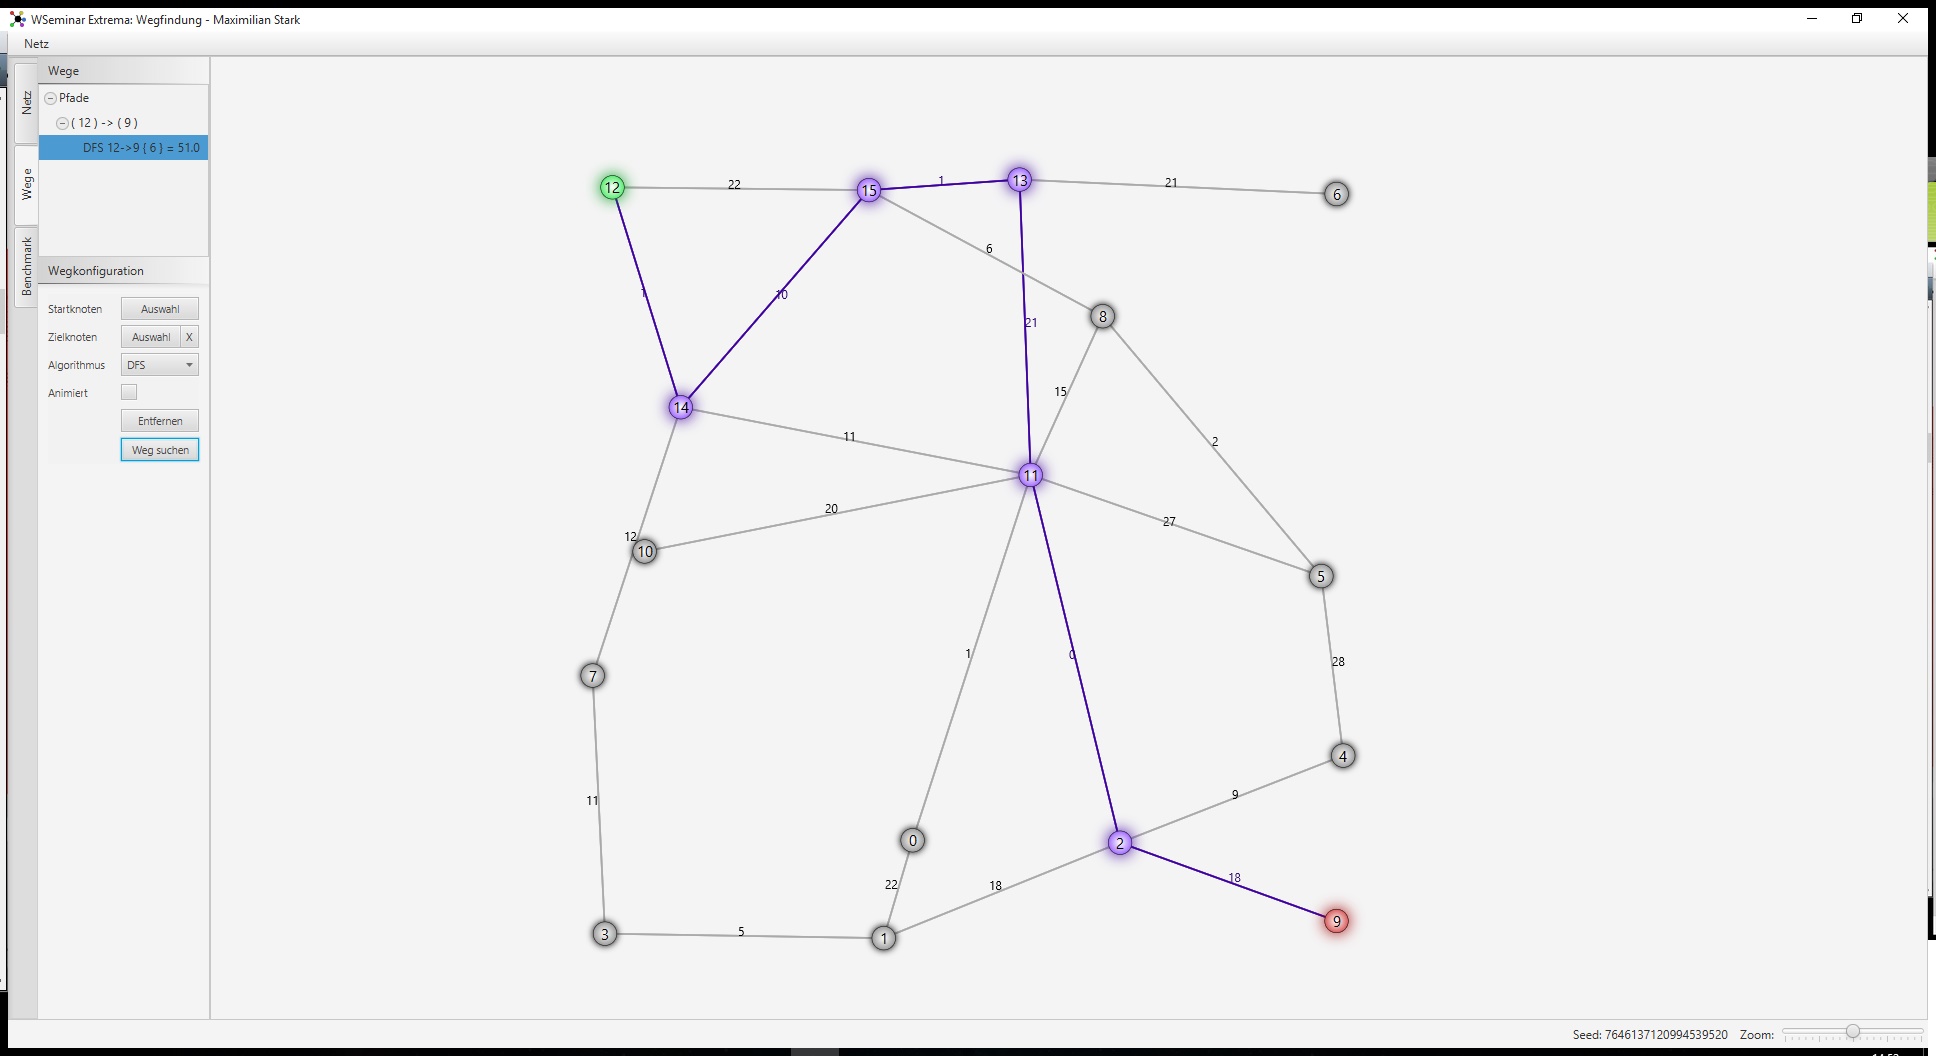 WSeminar Extrema: Wegfindung - Maximilian Stark
Netz
Wege
Netz
Wege
Benchmark
Pfade
( 12 ) -> ( 9 )
DFS 12->9 { 6 } = 51.0
Wegkonfiguration
Startknoten Auswahl
Zielknoten Auswahl X
Algorithmus DFS
Animiert
Entfernen
Weg suchen
12 22 15 1 13 21 6
6
1 10 21 8
15
14 11 2
11
20 27
12 10 5
1 0 28
7
4
11 9
0 2
22 18 18
9
3 5 1
Seed: 7646137120994539520 Zoom: